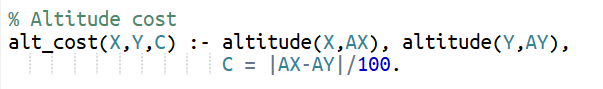 % Altitude cost
alt_cost(X,Y,C) :- altitude(X,AX), altitude(Y,AY),
C = |AX-AY|/100.